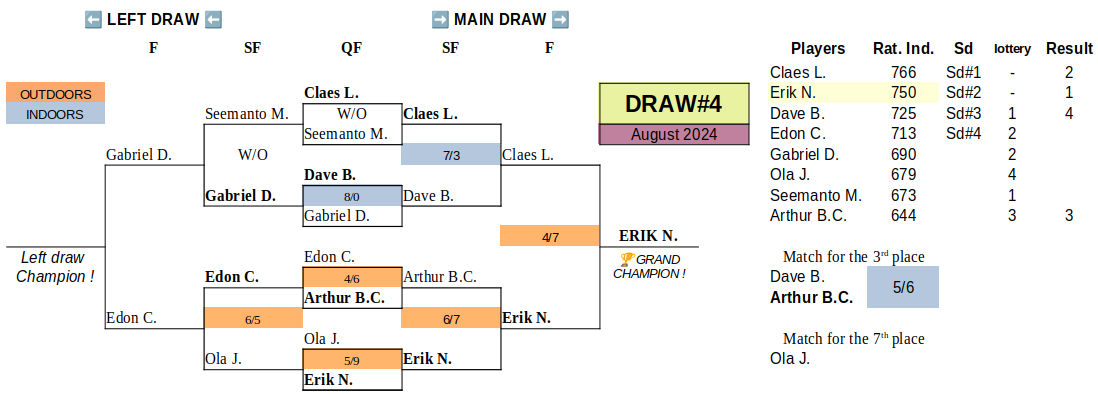 ⬅ LEFT DRAW ⬅ ➡ MAIN DRAW ➡
F SF QF SF F
Players Rat. Ind. Sd lottery Result
Claes L. 766 Sd#1 - 2
Erik N. 750 Sd#2 - 1
Dave B. 725 Sd#3 1 4
Edon C. 713 Sd#4 2
Gabriel D. 690 2
Ola J. 679 4
Seemanto M. 673 1
Arthur B.C. 644 3 3
OUTDOORS
INDOORS
DRAW#4
August 2024
Claes L.
Seemanto M. W/O Claes L.
Seemanto M.
Gabriel D. W/O 7/3 Claes L.
Dave B.
Gabriel D. 8/0 Dave B.
Gabriel D.
4/7 ERIK N.
Left draw
Champion !
🏆GRAND
CHAMPION !
Edon C.
Edon C. 4/6 Arthur B.C.
Arthur B.C.
Edon C. 6/5 6/7 Erik N.
Ola J.
Ola J. 5/9 Erik N.
Erik N.
Match for the 3rd place
Dave B.
Arthur B.C.
5/6
Match for the 7th place
Ola J.